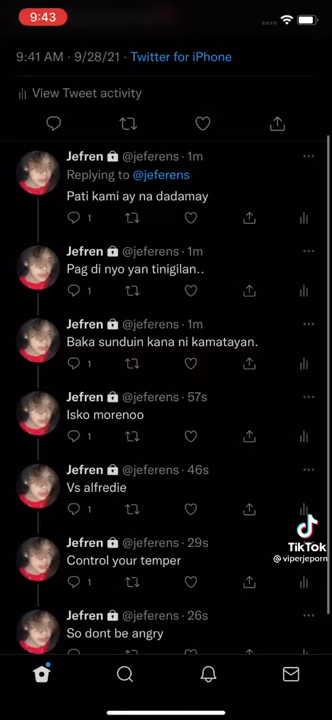 9:43
9:41 AM · 9/28/21 · Twitter for iPhone
View Tweet activity
Jefren @jeferens · 1m
Replying to @jeferens
Pati kami ay na dadamay
1
Jefren @jeferens · 1m
Pag di nyo yan tinigilan..
1
Jefren @jeferens · 1m
Baka sunduin kana ni kamatayan.
1
Jefren @jeferens · 57s
Isko morenoo
1
Jefren @jeferens · 46s
Vs alfredie
1
Jefren @jeferens · 29s
Control your temper
1
Jefren @jeferens · 26s
So dont be angry
TikTok
@viperjeporn